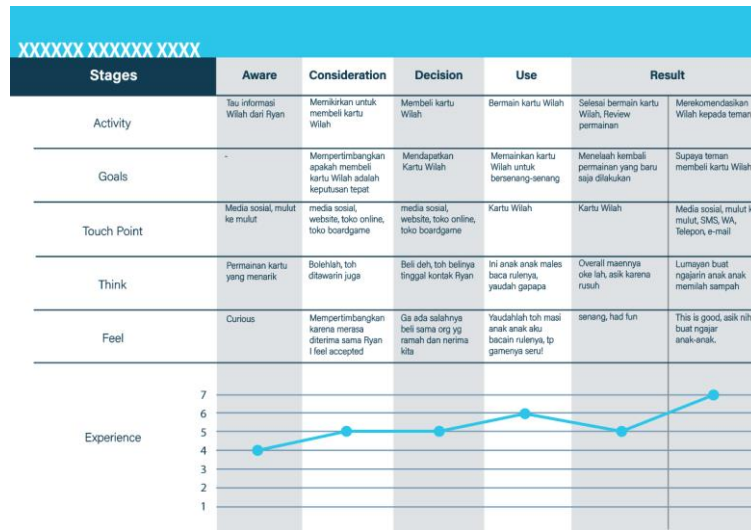 XXXXXX XXXXXX XXXX
Stages
Aware
Consideration
Decision
Use
Result
Activity
Tau informasi
Wilah dari Ryan
Memikirkan untuk
membeli kartu
Wilah
Membeli kartu
Wilah
Bermain kartu Wilah
Selesai bermain kartu
Wilah, Review
permainan
Merekomendasikan
Wilah kepada teman
Goals
-
Mempertimbangkan
apakah membeli
kartu Wilah adalah
keputusan tepat
Mendapatkan
Kartu Wilah
Memainkan kartu
Wilah untuk
bersenang-senang
Menelaah kembali
permainan yang baru
saja dilakukan
Supaya teman
membeli kartu Wilah
Touch Point
Media sosial, mulut
ke mulut
media sosial,
website, toko online,
toko boardgame
media sosial,
website, toko online,
toko boardgame
Kartu Wilah
Kartu Wilah
Media sosial, mulut k
mulut, SMS, WA,
Telepon, e-mail
Think
Permainan kartu
yang menarik
Bolehlah, toh
ditawarin juga
Beli deh, toh belinya
tinggal kontak Ryan
Ini anak anak males
baca rulenya,
yaudah gapapa
Overall maennya
oke lah, asik karena
rusuh
Lumayan buat
ngajarin anak anak
memilah sampah
Feel
Curious
Mempertimbangkan
karena merasa
diterima sama Ryan
I feel accepted
Ga ada salahnya
beli sama org yg
ramah dan nerima
kita
Yaudahlah toh masi
anak anak aku
bacain rulenya, tp
gamenya seru!
senang, had fun
This is good, asik nih
buat ngajar
anak-anak.
Experience
7
6
5
4
3
2
1